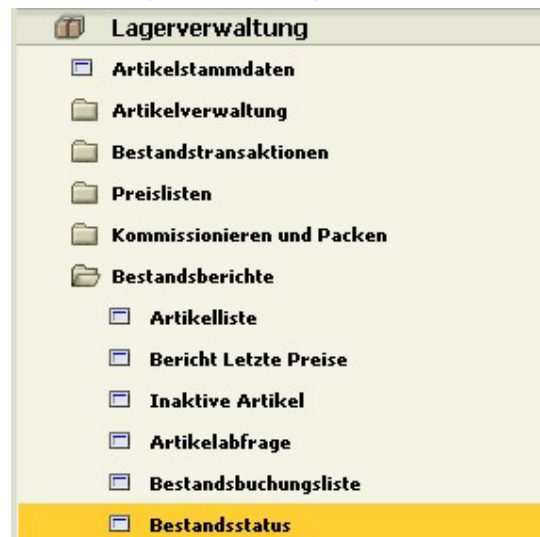 Lagerverwaltung
Artikelstammdaten
Artikelverwaltung
Bestandstransaktionen
Preislisten
Kommissionieren und Packen
Bestandsberichte
Artikelliste
Bericht Letzte Preise
Inaktive Artikel
Artikelabfrage
Bestandsbuchungsliste
Bestandsstatus